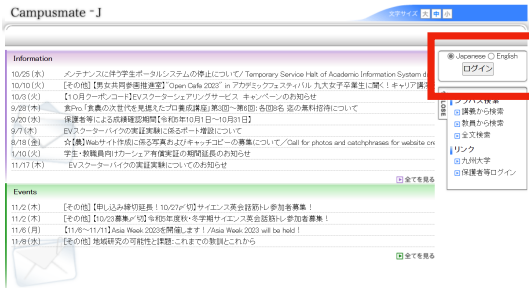 Campusmate-J
文字サイズ 大 中 小
Japanese English
ログイン
Information
10/25 (水) メンテナンスに伴う学生ポータルシステムの停止について/ Temporary Service Halt of Academic Information System d
10/10 (火) [その他]【男女共同参画推進室】"Open Cafe 2023" in アカデミックフェスティバル 九大女子卒業生に聞く!キャリア講
10/3 (火) 【10月クーポンコード】EVスクーターシェアリングサービス キャンペーンのお知らせ
9/28 (木) 食Pro.「食農の次世代を見据えたプロ養成講座」第3回~第6回:各回8名 迄の無料招待について
9/20 (水) 保護者等による成績確認期間【令和5年10月1日~10月31日】
9/7 (木) EVスクーターバイクの実証実験に係るポート増設について
8/18 (金) ☆【農】Webサイト作成に係る写真およびキャッチコピーの募集について/Call for photos and catchphrases for website cre
1/10 (火) 学生・教職員向けカーシェア有償実証の期間延長のお知らせ
11/17 (木) EVスクーターバイクの実証実験についてのお知らせ
全てを見る
Events
11/2 (木) [その他]【申し込み締切延長!10/27〆切】サイエンス英会話筋トレ参加者募集!
11/2 (木) [その他]【10/23募集〆切】令和5年度秋・冬学期サイエンス英会話筋トレ参加者募集!
11/6 (月) 【11/6~11/11】Asia Week 2023を開催します!/Asia Week 2023 will be held!
11/8 (水) [その他] 地域研究の可能性と課題:これまでの教訓とこれから
全てを見る
LOBE
シラバス検索
講義から検索
教員から検索
全文検索
リンク
九州大学
保護者等ログイン